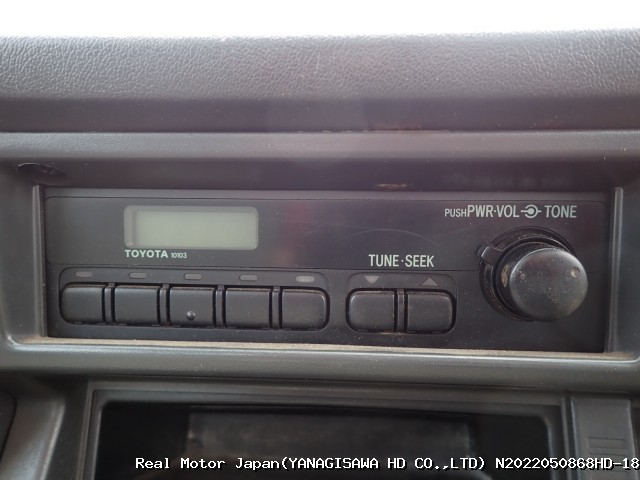 PUSH PWR·VOL TONE
TOYOTA 10103
TUNE·SEEK
Real Motor Japan(YANAGISAWA HD CO.,LTD) N2022050868HD-18